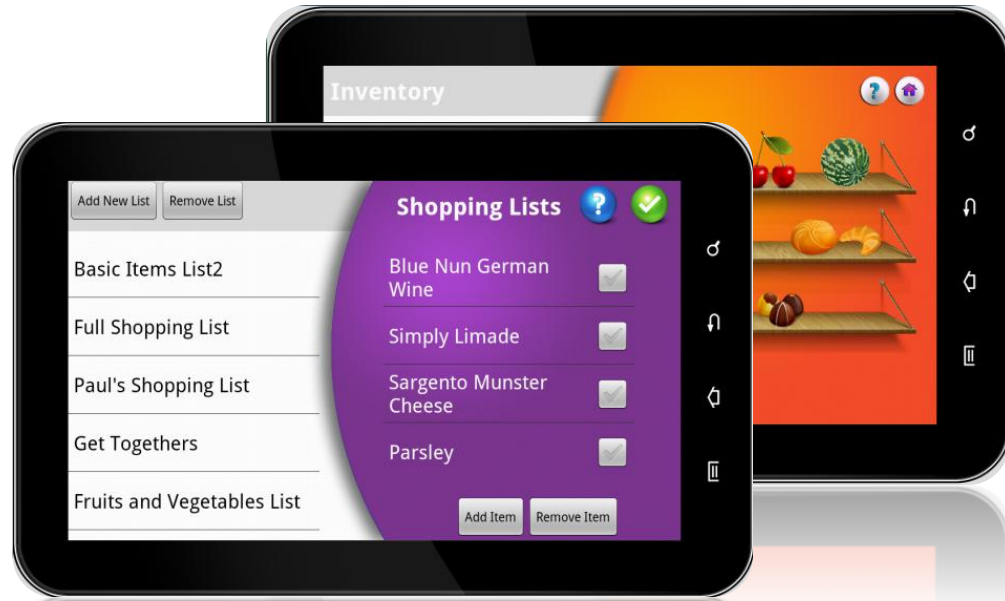 Inventory
?
Add New List
Remove List
Shopping Lists
?
Basic Items List2
Full Shopping List
Paul's Shopping List
Get Togethers
Fruits and Vegetables List
Blue Nun German
Wine
Simply Limade
Sargento Munster
Cheese
Parsley
Add Item
Remove Item